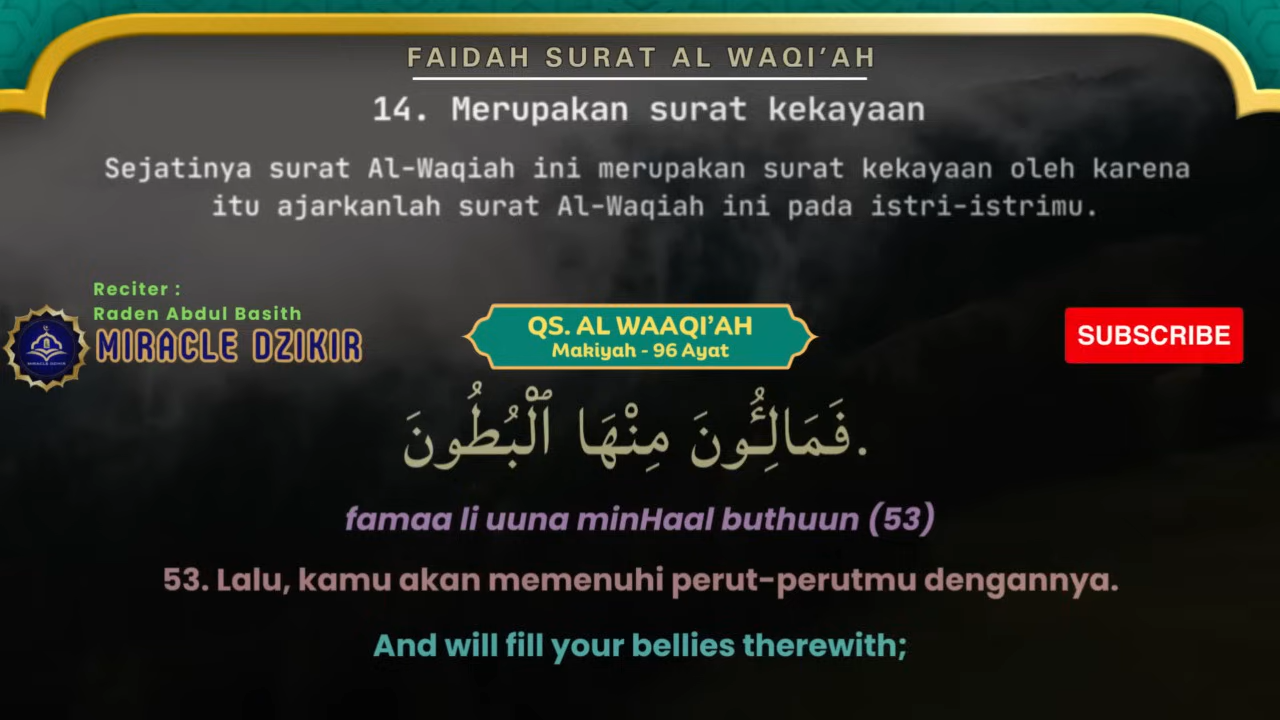 FAIDAH SURAT AL WAQI’AH
14. Merupakan surat kekayaan
Sejatinya surat Al-Waqiah ini merupakan surat kekayaan oleh karena
itu ajarkanlah surat Al-Waqiah ini pada istri-istrimu.
Reciter :
Raden Abdul Basith
MIRACLE DZIKIR
QS. AL WAAQI’AH
Makiyah - 96 Ayat
SUBSCRIBE
فَمَالِـُٔونَ مِنْهَا ٱلْبُطُونَ.
famaa li uuna minHaal buthuun (53)
53. Lalu, kamu akan memenuhi perut-perutmu dengannya.
And will fill your bellies therewith;